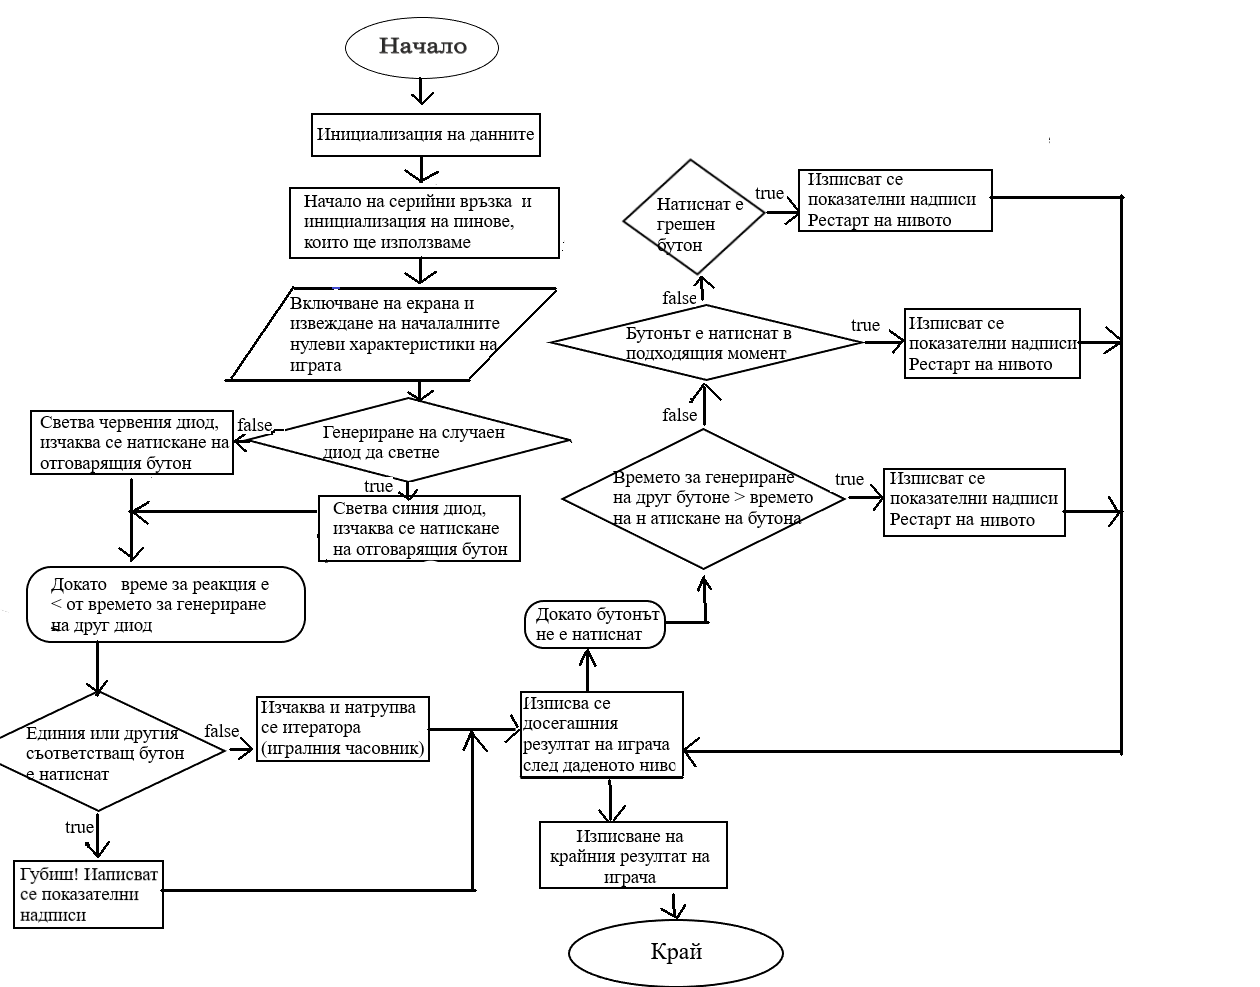 Начало
Инициализация на данните
Начало на серийни връзка и
инициализация на пинове,
които ще използваме
Включване на екрана и
извеждане на началалните
нулеви характеристики на
играта
Генериране на случаен
диод да светне
false
Светва червения диод,
изчаква се натискане на
отговарящия бутон
true
Светва синия диод,
изчаква се натискане
на отговарящия бутон
Докато време за реакция е
< от времето за генериране
на друг диод
Единия или другия
съответстващ бутон
е натиснат
false
Изчаква и натрупва
се итератора
(игралния часовник)
true
Губиш! Написват
се показателни
надписи
Изписва се
досегашния
резултат на играча
след даденото ниво
Докато бутонът
не е натиснат
Времето за генериране
на друг бутоне > времето
на н атискане на бутона
true
Изписват се
показателни надписи
Рестарт на нивото
false
Бутонът е натиснат в
подходящия момент
true
Изписват се
показателни надписи
Рестарт на нивото
false
Натиснат е
грешен
бутон
true
Изписват се
показателни надписи
Рестарт на нивото
Изписване на
крайния резултат на
играча
Край